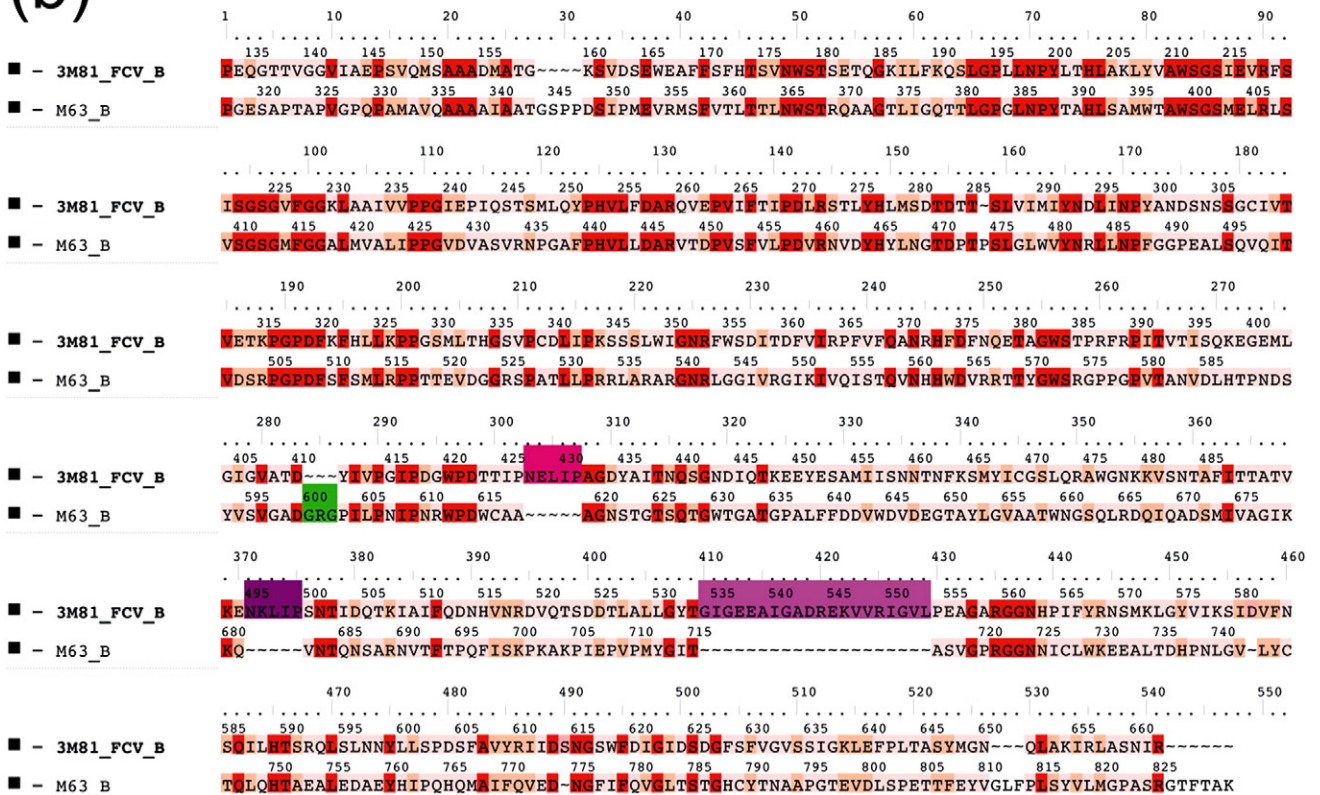 (b)
1 10 20 30 40 50 60 70 80 90
135 140 145 150 155 160 165 170 175 180 185 190 195 200 205 210 215
■ - 3M81_FCV_B PEQGTTVGGVIAEPSVQMSAAADMATG~~~~KSVDSEWEAFFSFHTSVNWSTSETQGKILFKQSLGPLLNPYLTHLAKLYVAWSGSIEVRFS
320 325 330 335 340 345 350 355 360 365 370 375 380 385 390 395 400 405
■ - M63_B PGESAPTAPVGPQPAMAVQAAAAIAATGSPPDSIPMEVRMSFVTLTTLNWSTRQAAGTLIGQTTLGPGLNPYTAHLSAMWTAWSGSMELRLS
100 110 120 130 140 150 160 170 180
225 230 235 240 245 250 255 260 265 270 275 280 285 290 295 300 305
■ - 3M81_FCV_B ISGSGVFGGKLAAIVVPPGIEPIQSTSMLQYPHVLFDARQVEPVIFTIPDLRSTLYHLMSDTDTT~SLVIMIYNDLINPYANDSNSSGCIVT
410 415 420 425 430 435 440 445 450 455 460 465 470 475 480 485 490 495
■ - M63_B VSGSGMFGGALMVALIPPGVDVASVRNPGAFPHVLLDARVTDPVSFVLPDVRNVDYHYLNGTDPTPSLGLWVYNRLLNPFGGPEALSQVQIT
190 200 210 220 230 240 250 260 270
315 320 325 330 335 340 345 350 355 360 365 370 375 380 385 390 395 400
■ - 3M81_FCV_B VETKPGPDFKFHLLKPPGSMLTHGSVPCDLIPKSSSLWIGNRFWSDITDFVIRPFVFQANRHFDFNQETAGWSTPRFRPITVTISQKEGEML
505 510 515 520 525 530 535 540 545 550 555 560 565 570 575 580 585
■ - M63_B VDSRPGPDFSFSMLRPPTTEVDGGRSPATLLPRRLARARGNRLGGIVRGIKIVQISTQVNHHWDVRRTTYGWSRGPPGPVTANVDLHTPNDS
280 290 300 310 320 330 340 350 360
405 410 415 420 430 435 440 445 450 455 460 465 470 475 480 485
■ - 3M81_FCV_B GIGVATD~~~YIVPGIPDGWPDTTIPNELIPAGDYAITNQSGNDIQTKEEYESAMIISNNTNFKSMYICGSLQRAWGNKKVSNTAFITTATV
595 600 605 610 615 620 625 630 635 640 645 650 655 660 665 670 675
■ - M63_B YVSVGADGRGPILPNIPNRWPDWCAA~~~~~AGNSTGTSQTGWTGATGPALFFDDVWDVDEGTAYLGVAATWNGSQLRDQIQADSMIVAGIK
370 380 390 400 410 420 430 440 450 460
495 500 505 510 515 520 525 530 535 540 545 550 555 560 565 570 575 580
■ - 3M81_FCV_B KENKLIPSNTIDQTKIAIFQDNHVNRDVQTSDDTLALLGYTGIGEEAIGADREKVVRIGVLPEAGARGGNHPIFYRNSMKLGYVIKSIDVFN
680 685 690 695 700 705 710 715 720 725 730 735 740
■ - M63_B KQ~~~~~VNTQNSARNVTFTPQFISKPKAKPIEPVPMYGIT~~~~~~~~~~~~~~~~~~~~ASVGPRGGNNICLWKEEALTDHPNLGV~LYC
470 480 490 500 510 520 530 540 550
585 590 595 600 605 610 615 620 625 630 635 640 645 650 655 660
■ - 3M81_FCV_B SQILHTSRQLSLNNYLLSPDSFAVYRIIDSNGSWFDIGIDSDGFSFVGVSSIGKLEFPLTASYMGN~~~QLAKIRLASNIR~~~~~~
750 755 760 765 770 775 780 785 790 795 800 805 810 815 820 825
■ - M63_B TQLQHTAEALEDAEYHIPQHQMAIFQVED~NGFIFQVGLTSTGHCYTNAAPGTEVDLSPETTFEYVGLFPLSYVLMGPASRGTFTAK